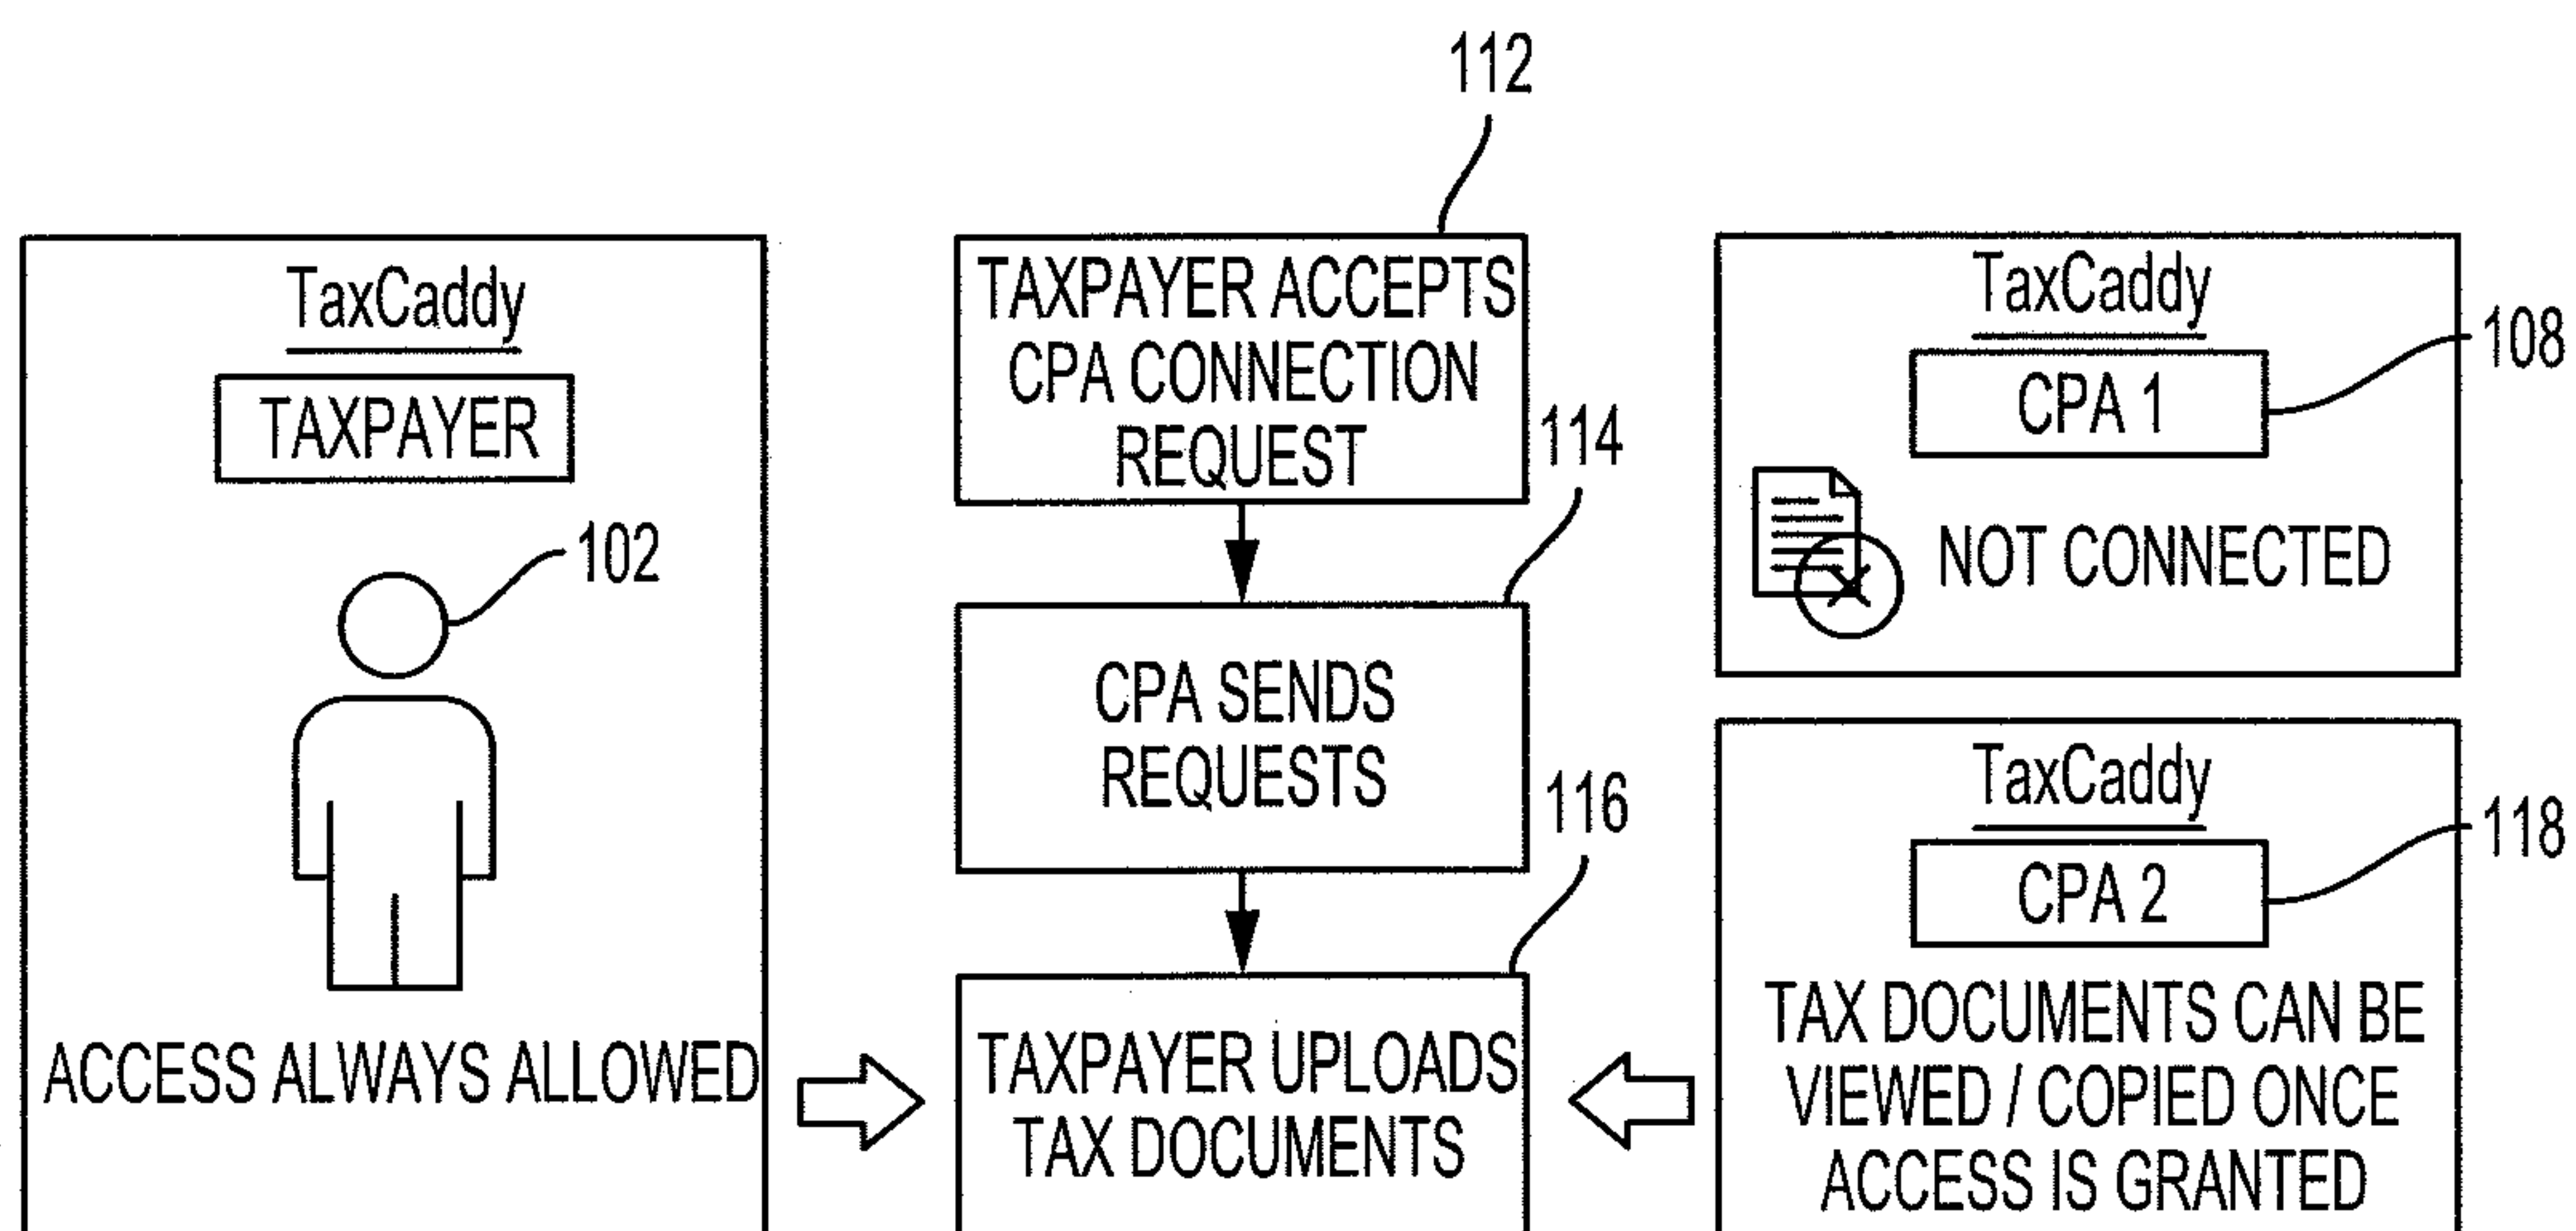 112
TaxCaddy
TAXPAYER
102
ACCESS ALWAYS ALLOWED
TAXPAYER ACCEPTS
CPA CONNECTION
REQUEST
114
CPA SENDS
REQUESTS
116
TAXPAYER UPLOADS
TAX DOCUMENTS
TaxCaddy
CPA 1
108
NOT CONNECTED
TaxCaddy
CPA 2
118
TAX DOCUMENTS CAN BE
VIEWED / COPIED ONCE
ACCESS IS GRANTED